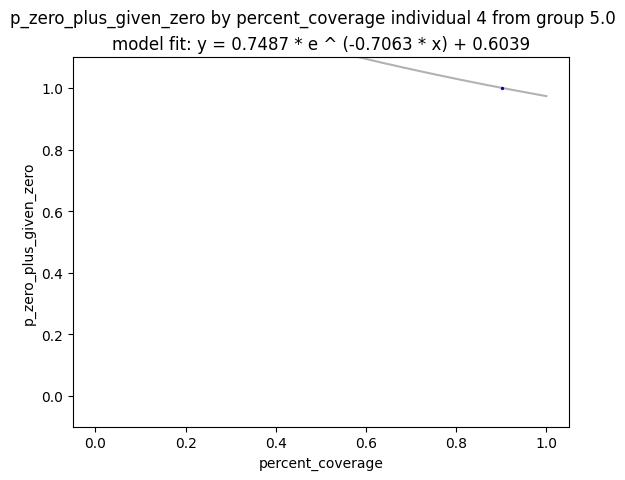 p_zero_plus_given_zero by percent_coverage individual 4 from group 5.0
model fit: y = 0.7487 * e ^ (-0.7063 * x) + 0.6039
1.0
0.8
0.6
0.4
0.2
0.0
p_zero_plus_given_zero
0.0 0.2 0.4 0.6 0.8 1.0
percent_coverage